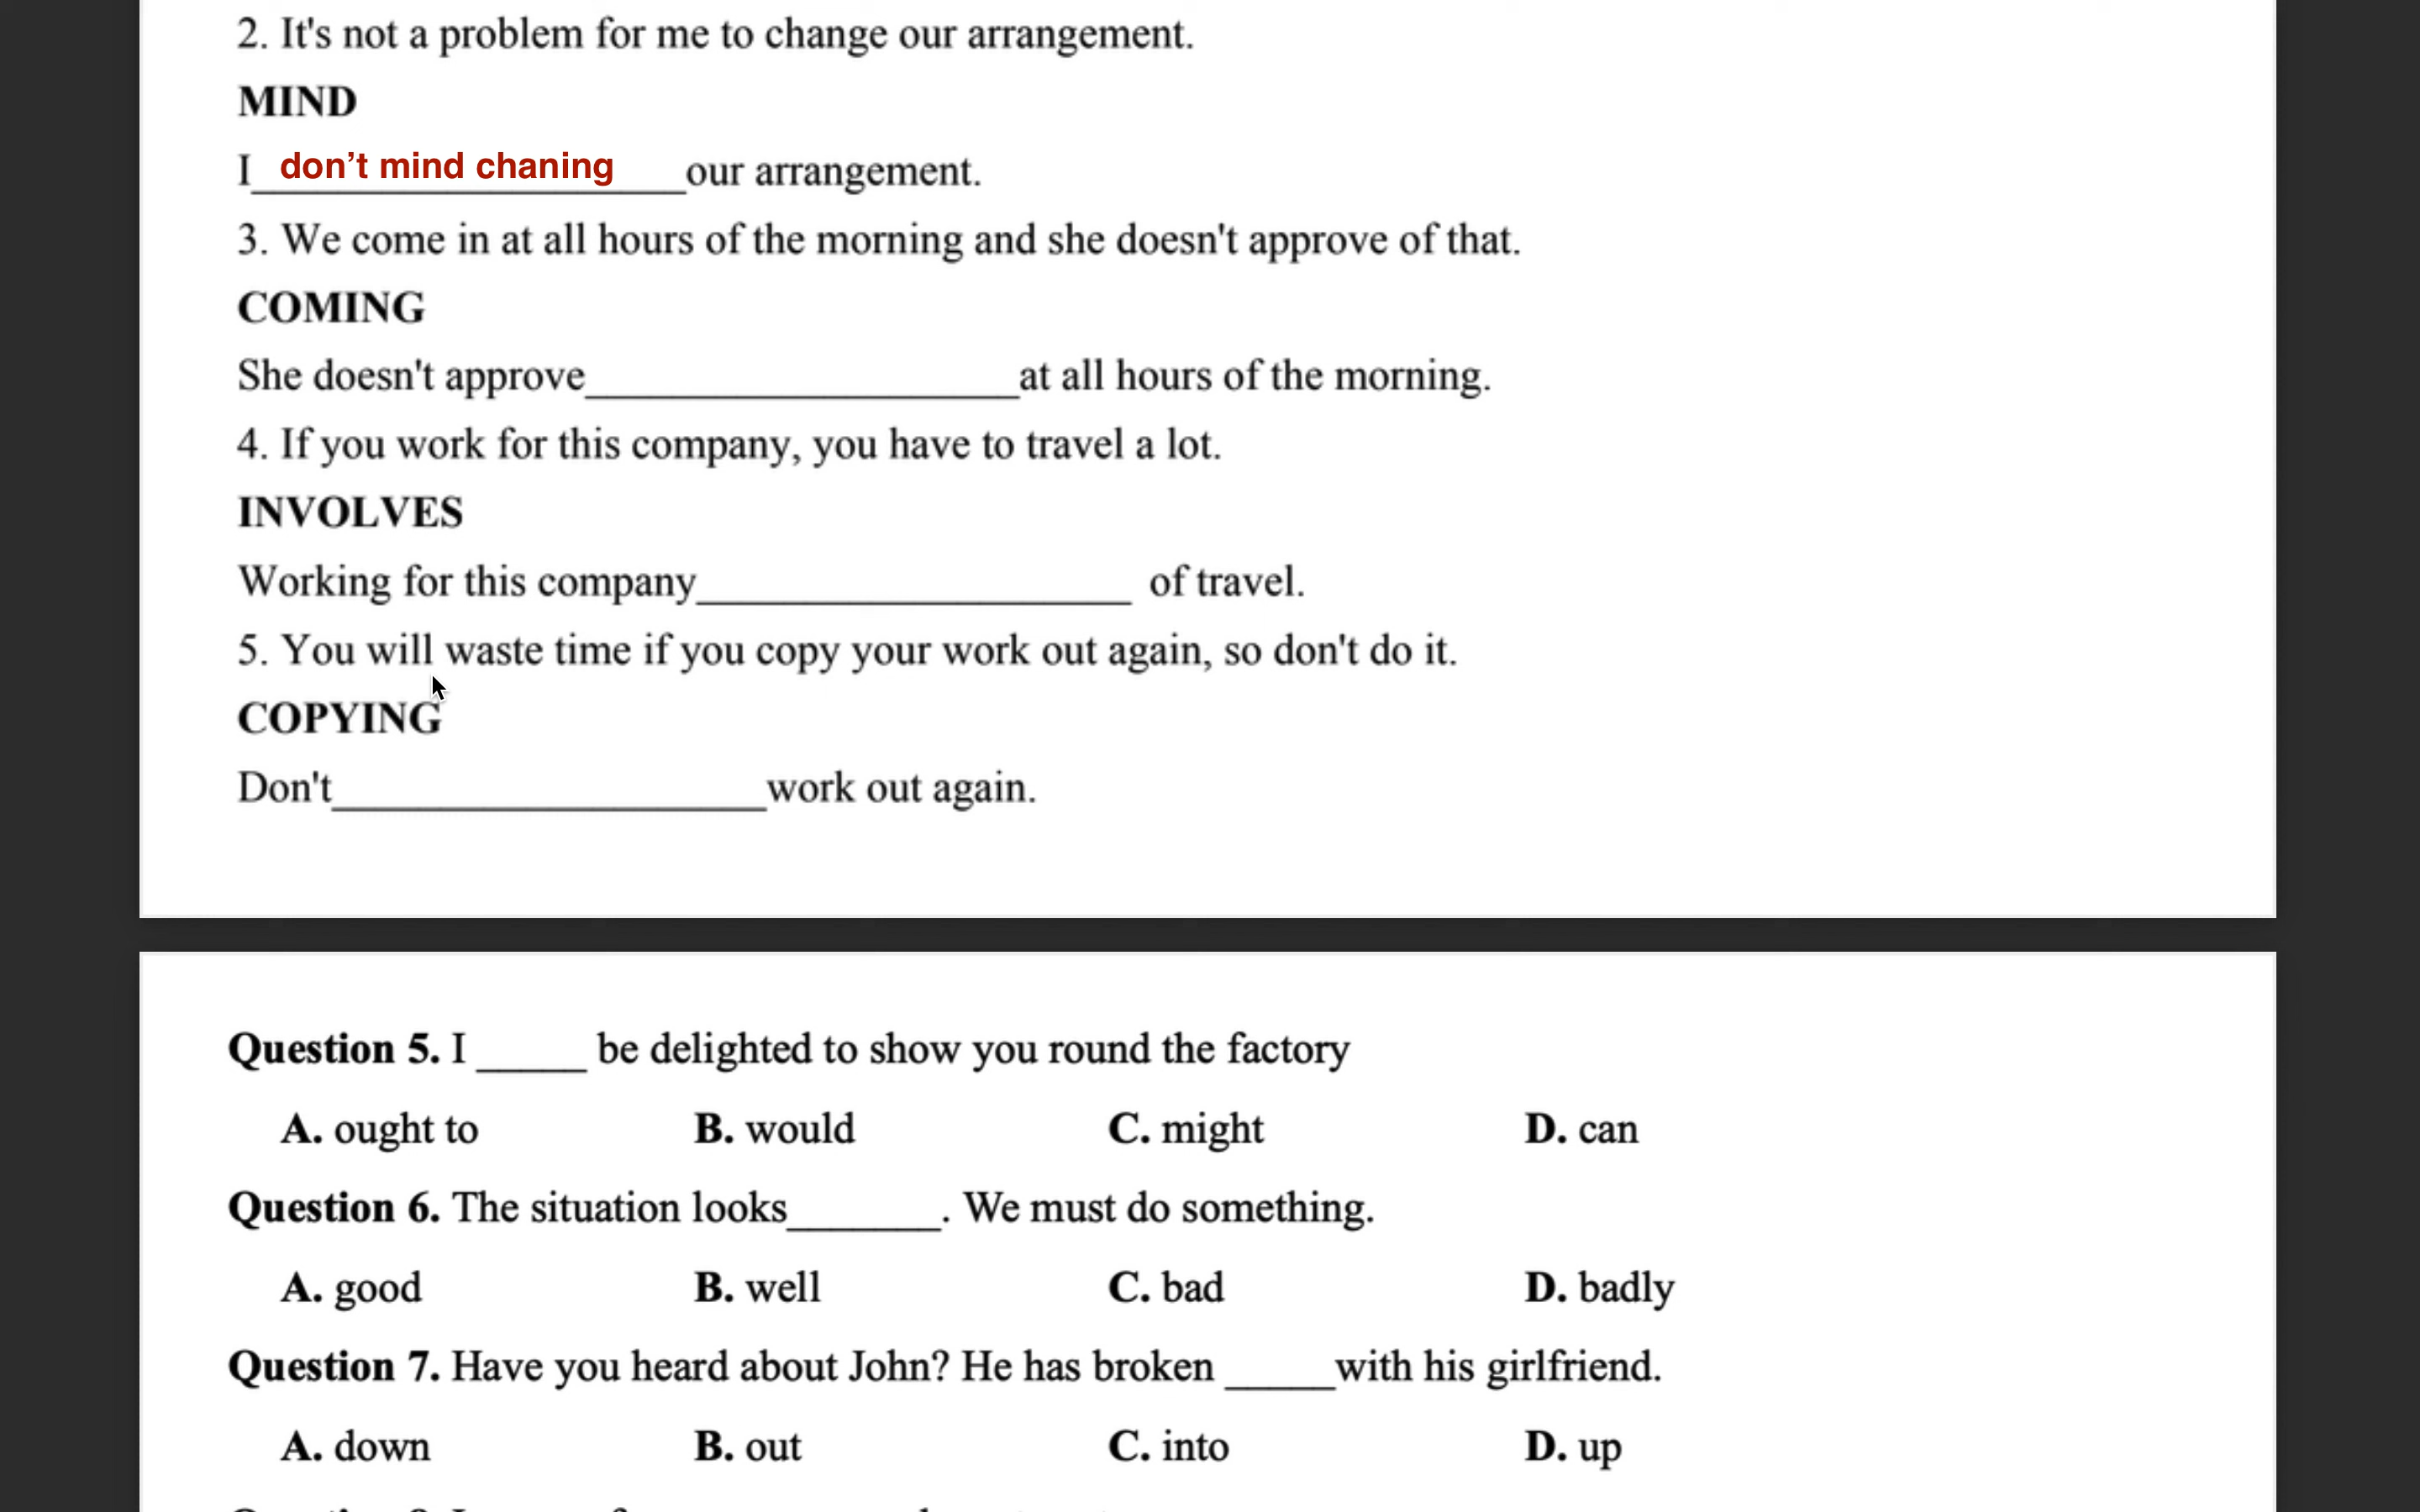 2. It's not a problem for me to change our arrangement.
MIND
I don’t mind chaning our arrangement.
3. We come in at all hours of the morning and she doesn't approve of that.
COMING
She doesn't approve____________________at all hours of the morning.
4. If you work for this company, you have to travel a lot.
INVOLVES
Working for this company____________________ of travel.
5. You will waste time if you copy your work out again, so don't do it.
COPYING
Don't____________________work out again.
Question 5. I _____ be delighted to show you round the factory
A. ought to B. would C. might D. can
Question 6. The situation looks_______. We must do something.
A. good B. well C. bad D. badly
Question 7. Have you heard about John? He has broken _____with his girlfriend.
A. down B. out C. into D. up